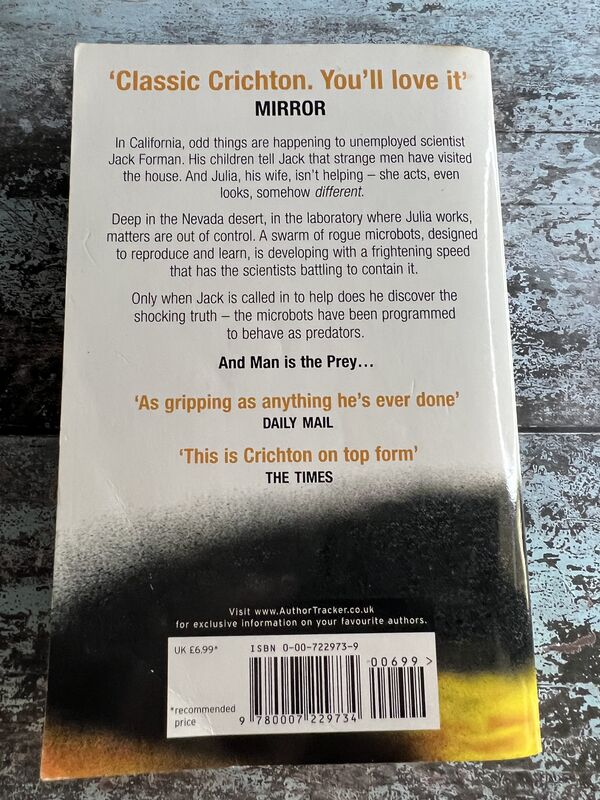 ‘Classic Crichton. You’ll love it’
MIRROR
In California, odd things are happening to unemployed scientist
Jack Forman. His children tell Jack that strange men have visited
the house. And Julia, his wife, isn’t helping – she acts, even
looks, somehow different.
Deep in the Nevada desert, in the laboratory where Julia works,
matters are out of control. A swarm of rogue microbots, designed
to reproduce and learn, is developing with a frightening speed
that has the scientists battling to contain it.
Only when Jack is called in to help does he discover the
shocking truth – the microbots have been programmed
to behave as predators.
And Man is the Prey…
‘As gripping as anything he’s ever done’
DAILY MAIL
‘This is Crichton on top form’
THE TIMES
Visit www.AuthorTracker.co.uk
for exclusive information on your favourite authors.
UK £6.99*
ISBN 0-00-722973-9
00699 >
*recommended
price
9 780007 229734